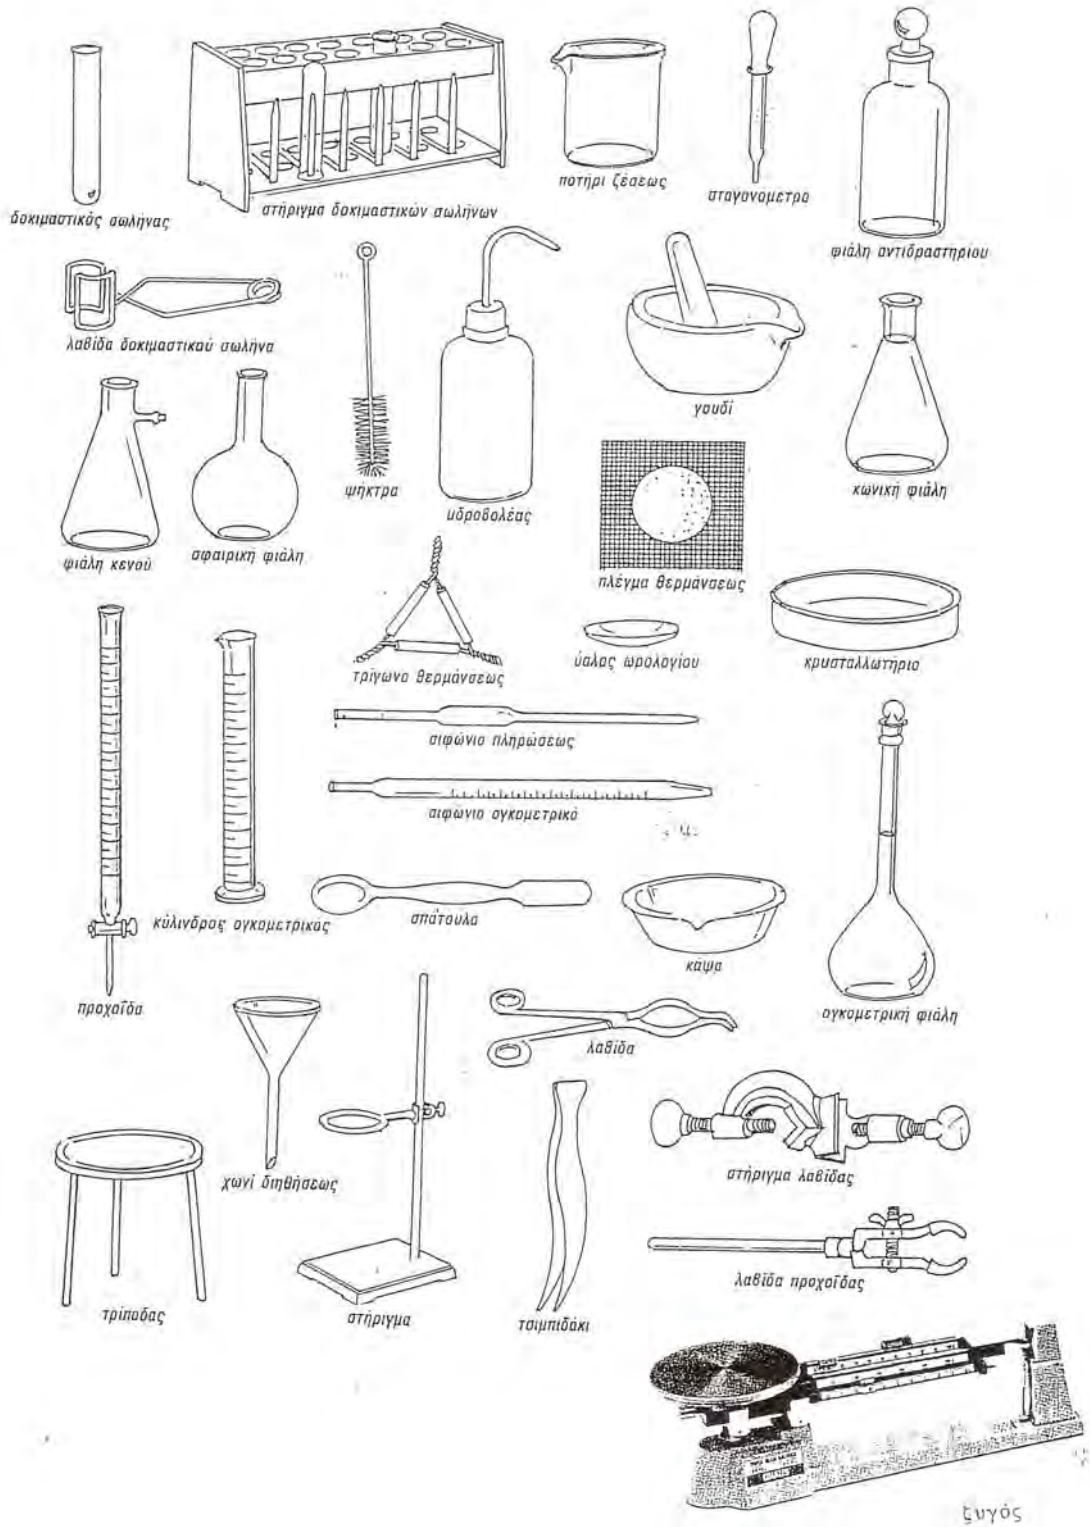 δοκιμαστικός σωλήνας
στήριγμα δοκιμαστικών σωλήνων
ποτήρι ζέσεως
σταγονόμετρο
φιάλη αντιδραστηρίου
λαβίδα δοκιμαστικού σωλήνα
φιάλη κενού
σφαιρική φιάλη
ψήκτρα
υδροβολέας
γουδί
κωνική φιάλη
πλέγμα θερμάνσεως
τρίγωνο θερμάνσεως
ύαλος ωρολογίου
κρυσταλλωτήριο
σιφώνιο πληρώσεως
σιφώνιο ογκομετρικό
προχοΐδα
κύλινδρος ογκομετρικός
σπάτουλα
κάψα
ογκομετρική φιάλη
χωνί διηθήσεως
λαβίδα
στήριγμα λαβίδας
τρίποδας
στήριγμα
τσιμπιδάκι
λαβίδα προχοΐδας
ζυγός